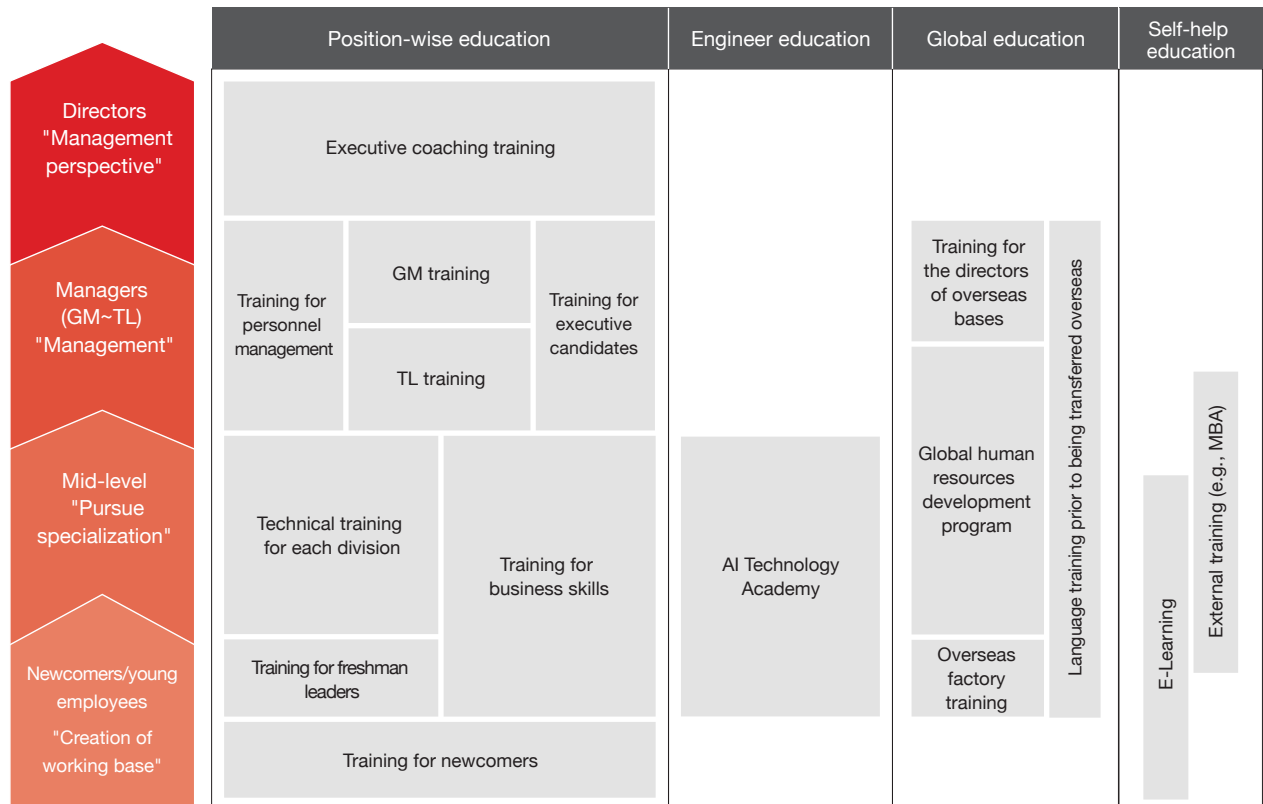 Position-wise education
Engineer education
Global education
Self-help
education
Directors
"Management
perspective"
Managers
(GM~TL)
"Management"
Mid-level
"Pursue
specialization"
Newcomers/young
employees
"Creation of
working base"
Executive coaching training
Training for
personnel
management
GM training
TL training
Training for
executive
candidates
Technical training
for each division
Training for
business skills
Training for freshman
leaders
Training for newcomers
AI Technology
Academy
Training for
the directors
of overseas
bases
Global human
resources
development
program
Overseas
factory
training
Language training prior to being transferred overseas
E-Learning
External training (e.g., MBA)